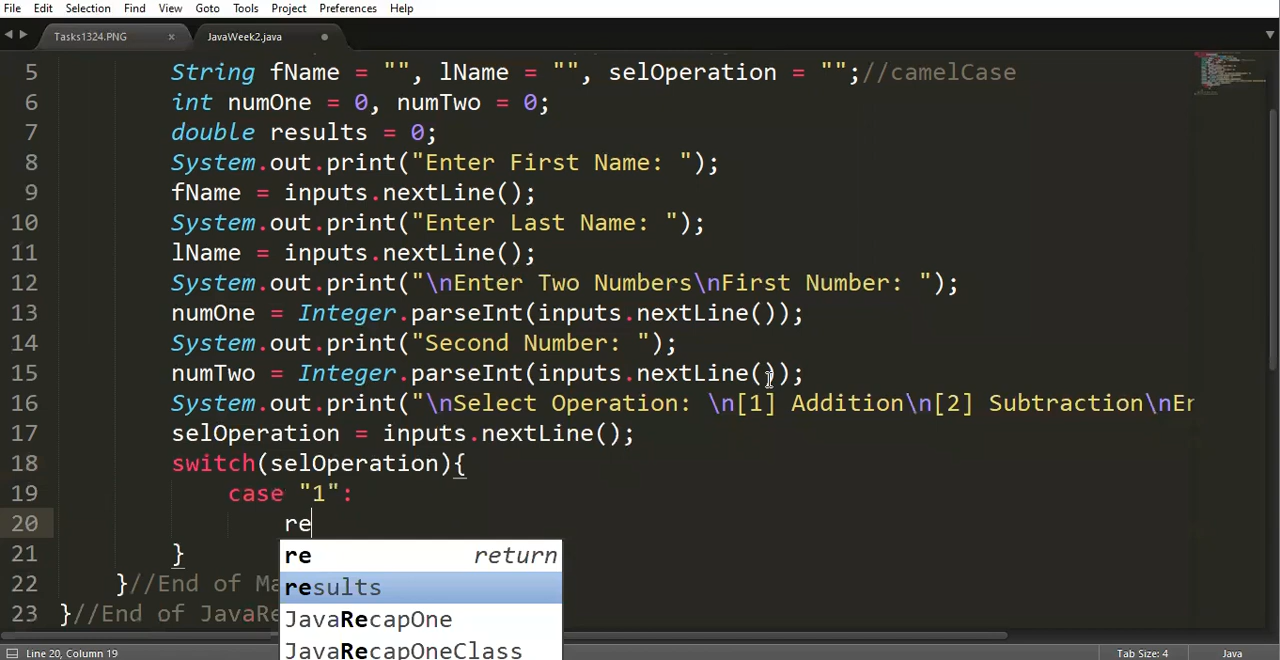 File Edit Selection Find View Goto Tools Project Preferences Help
Tasks1324.PNG × JavaWeek2.java
5 String fName = "", lName = "", selOperation = "";//camelCase
6 int numOne = 0, numTwo = 0;
7 double results = 0;
8 System.out.print("Enter First Name: ");
9 fName = inputs.nextLine();
10 System.out.print("Enter Last Name: ");
11 lName = inputs.nextLine();
12 System.out.print("\nEnter Two Numbers\nFirst Number: ");
13 numOne = Integer.parseInt(inputs.nextLine());
14 System.out.print("Second Number: ");
15 numTwo = Integer.parseInt(inputs.nextLine());
16 System.out.print("\nSelect Operation: \n[1] Addition\n[2] Subtraction\nEn
17 selOperation = inputs.nextLine();
18 switch(selOperation){
19 case "1":
20 re
21 }
re return
22 }//End of Ma
results
23 }//End of JavaRe
JavaRecapOne
JavaRecapOneClass
Line 20, Column 19 Tab Size: 4 Java